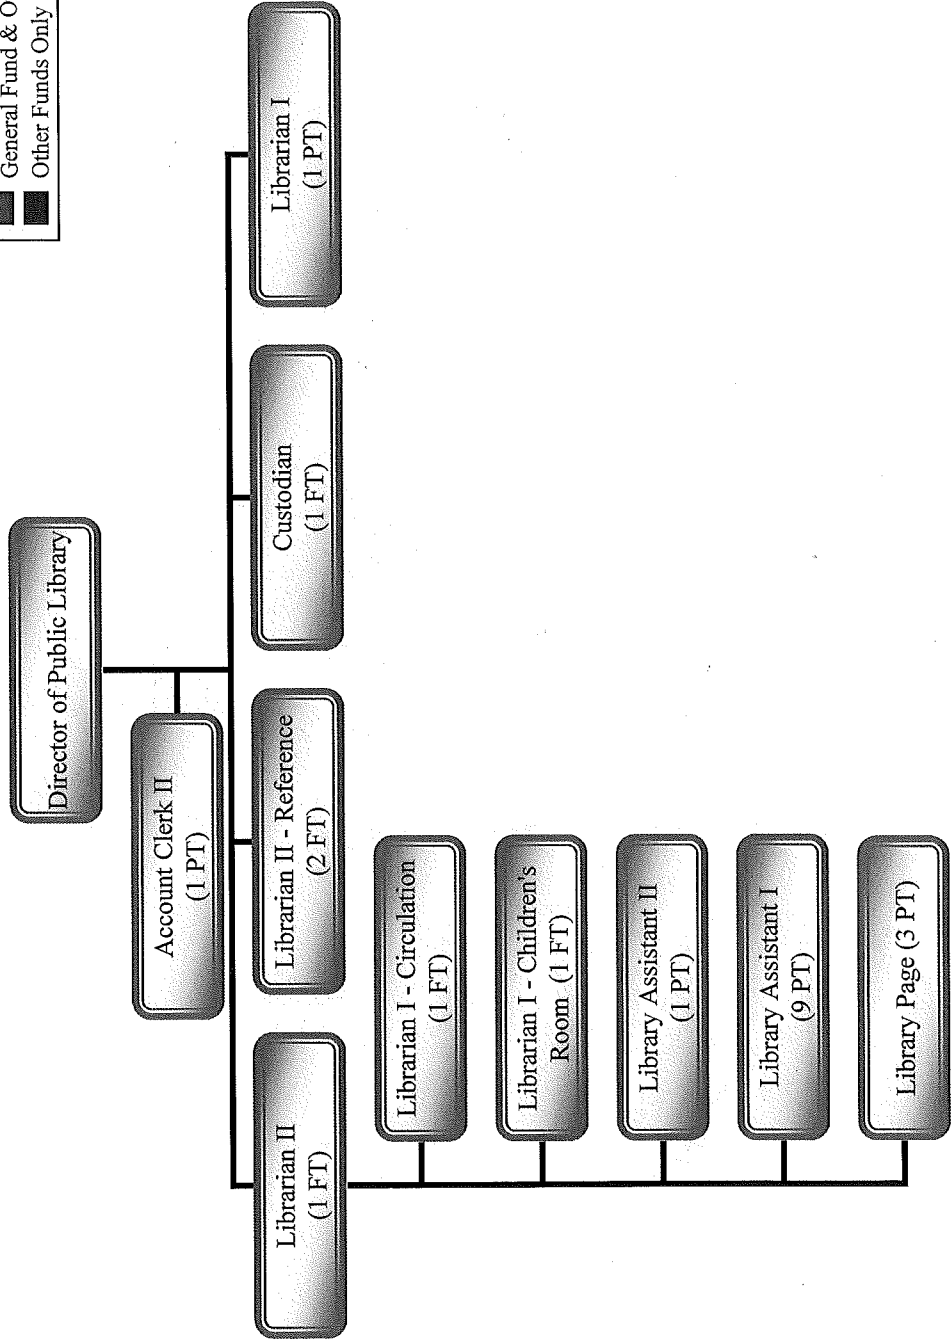 General Fund & O
Other Funds Only
Director of Public Library
Account Clerk II
(1 PT)
Librarian II
(1 FT)
Librarian II - Reference
(2 FT)
Custodian
(1 FT)
Librarian I
(1 PT)
Librarian I - Circulation
(1 FT)
Librarian I - Children's
Room (1 FT)
Library Assistant II
(1 PT)
Library Assistant I
(9 PT)
Library Page (3 PT)